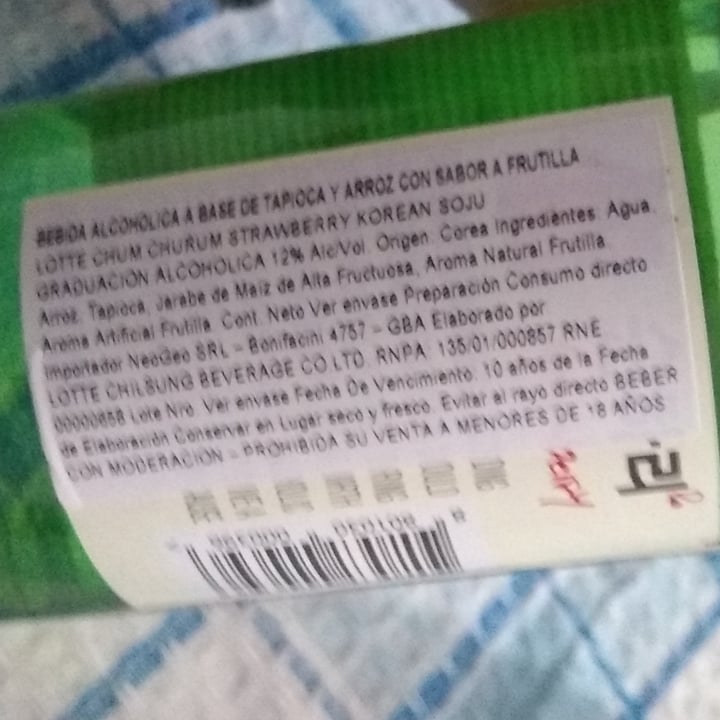 BEBIDA ALCOHOLICA A BASE DE TAPIOCA Y ARROZ CON SABOR A FRUTILLA
LOTTE CHUM CHURUM STRAWBERRY KOREAN SOJU
GRADUACIÓN ALCOHÓLICA 12% Alc/Vol. Origen: Corea Ingredientes: Agua,
Arroz, Tapioca, Jarabe de Maiz de Alta Fructuosa, Aroma Natural Frutilla
Aroma Artificial Frutilla. Cont. Neto Ver envase Preparación Consumo directo
Importador NeoGeo SRL - Bonifacini 4757 - GBA Elaborado por
LOTTE CHILSUNG BEVERAGE CO LTD. RNPA: 135/01/000857 RNE
00000858 Lote Nro. Ver envase Fecha De Vencimiento: 10 años de la Fecha
de Elaboración Conservar en Lugar seco y fresco. Evitar el rayo directo BEBER
CON MODERACION - PROHIBIDA SU VENTA A MENORES DE 18 AÑOS